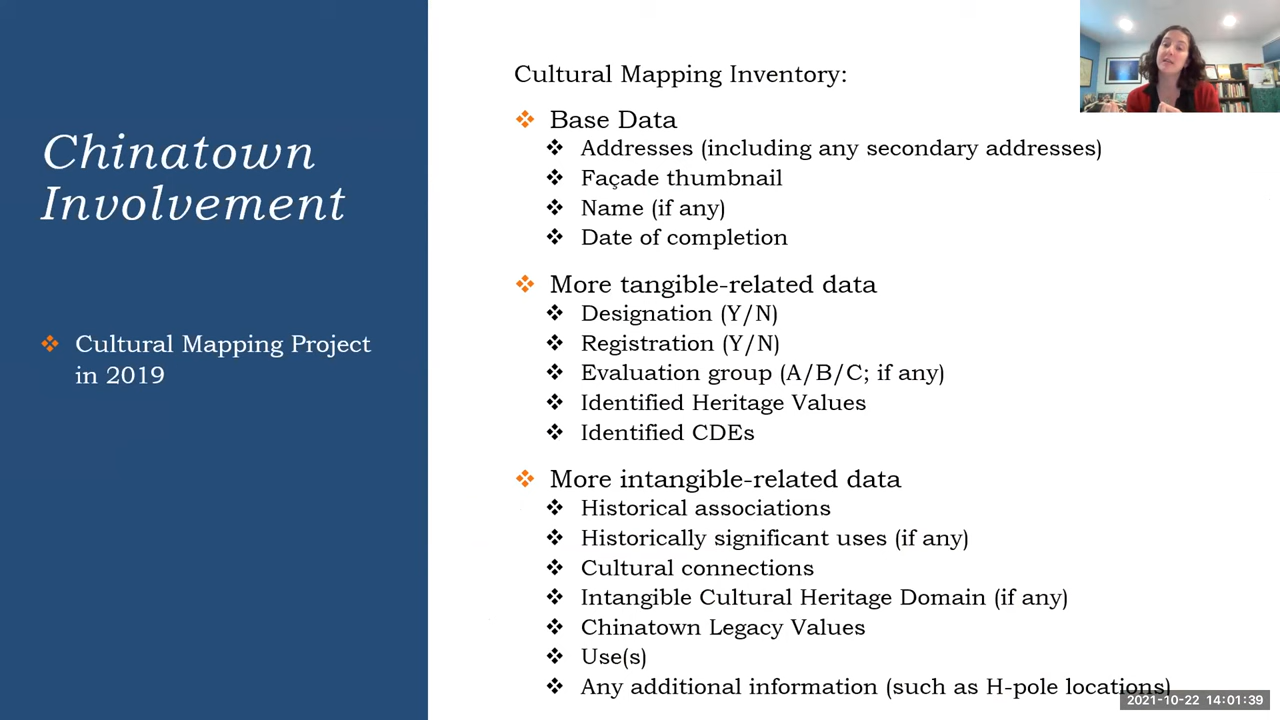 Chinatown
Involvement
Cultural Mapping Project
in 2019
Cultural Mapping Inventory:
Base Data
Addresses (including any secondary addresses)
Façade thumbnail
Name (if any)
Date of completion
More tangible-related data
Designation (Y/N)
Registration (Y/N)
Evaluation group (A/B/C; if any)
Identified Heritage Values
Identified CDEs
More intangible-related data
Historical associations
Historically significant uses (if any)
Cultural connections
Intangible Cultural Heritage Domain (if any)
Chinatown Legacy Values
Use(s)
Any additional information (such as H-pole locations)
2021-10-22 14:01:39